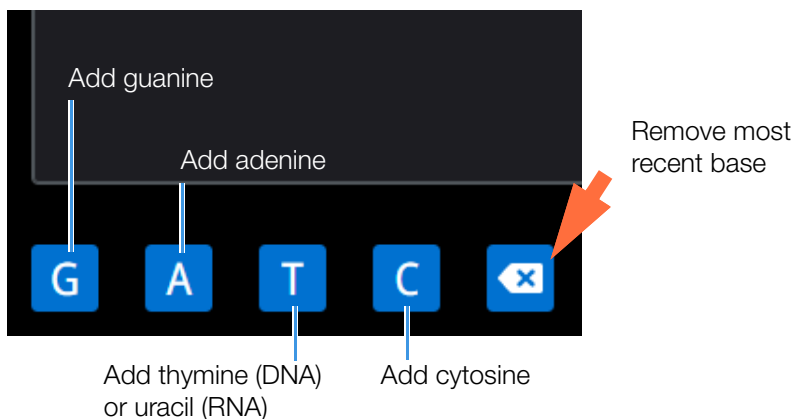 Add guanine
Remove most
recent base
Add adenine
G A T C
Add thymine (DNA)
or uracil (RNA)
Add cytosine